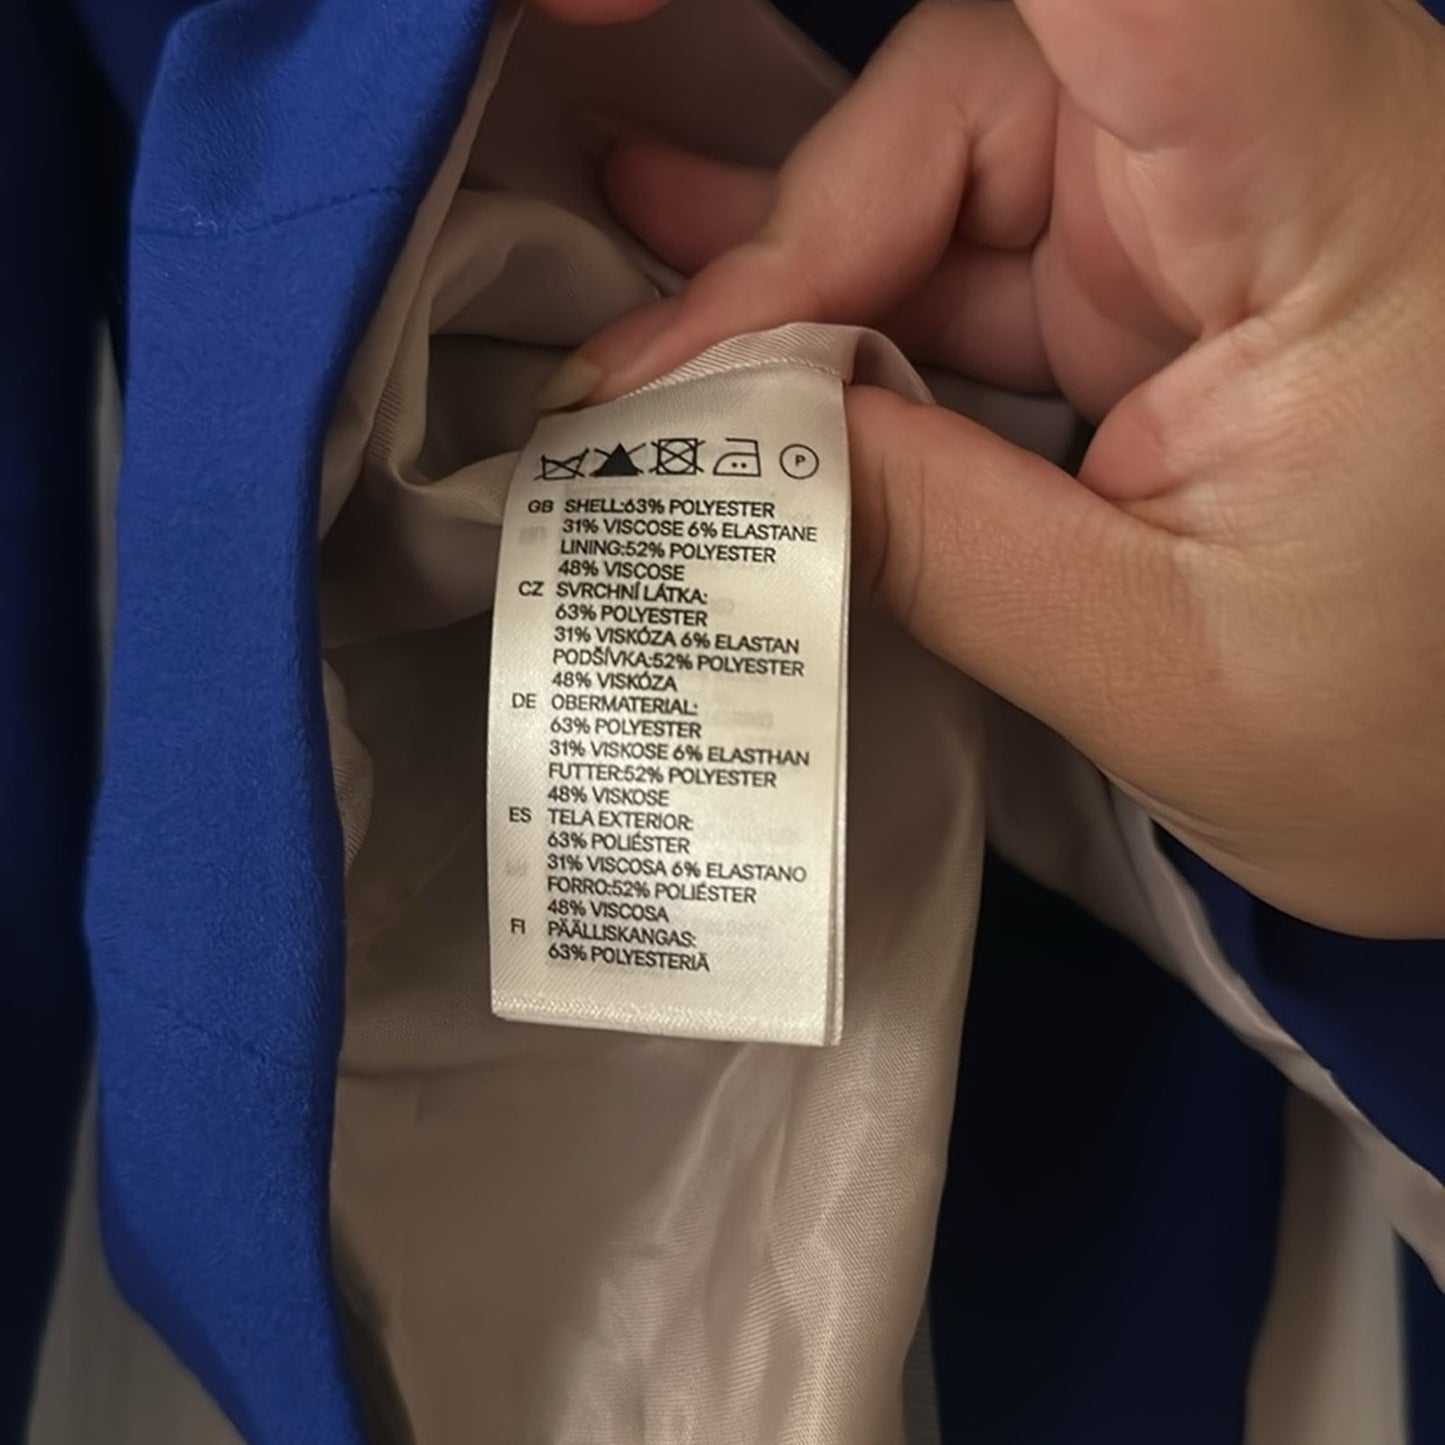 P
GB SHELL:63% POLYESTER
31% VISCOSE 6% ELASTANE
LINING:52% POLYESTER
48% VISCOSE
CZ SVRCHNÍ LÁTKA:
63% POLYESTER
31% VISKÓZA 6% ELASTAN
PODŠÍVKA:52% POLYESTER
48% VISKÓZA
DE OBERMATERIAL:
63% POLYESTER
31% VISKOSE 6% ELASTHAN
FUTTER:52% POLYESTER
48% VISKOSE
ES TELA EXTERIOR:
63% POLIÉSTER
31% VISCOSA 6% ELASTANO
FORRO:52% POLIÉSTER
48% VISCOSA
FI PÄÄLLISKANGAS:
63% POLYESTERIÄ